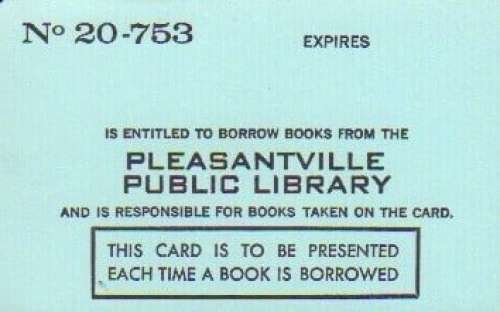 No 20-753
EXPIRES
IS ENTITLED TO BORROW BOOKS FROM THE
PLEASANTVILLE
PUBLIC LIBRARY
AND IS RESPONSIBLE FOR BOOKS TAKEN ON THE CARD.
THIS CARD IS TO BE PRESENTED
EACH TIME A BOOK IS BORROWED